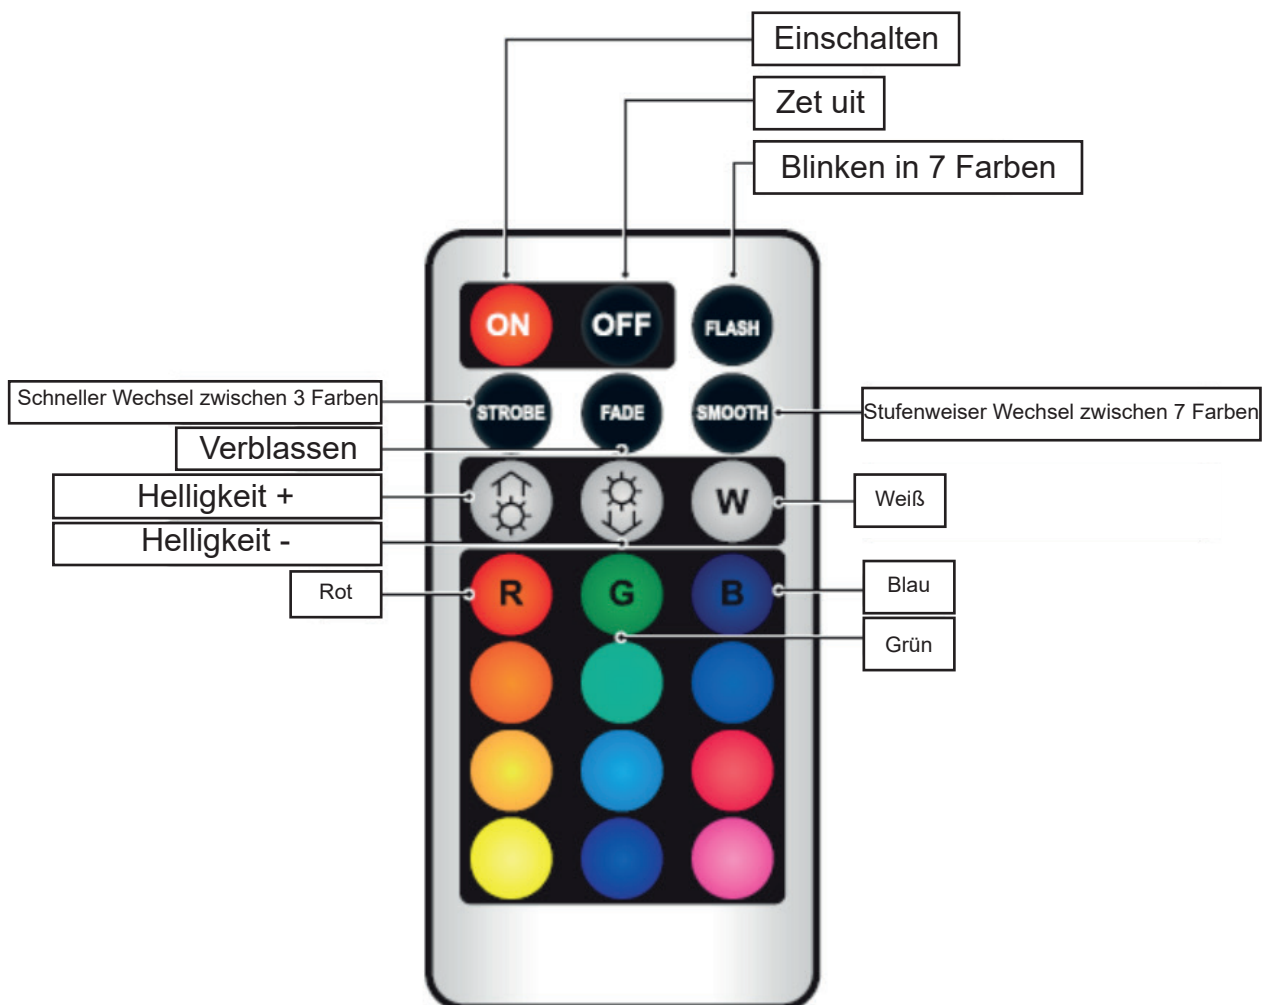 Einschalten
Zet uit
Blinken in 7 Farben
ON
OFF
FLASH
Schneller Wechsel zwischen 3 Farben
STROBE
FADE
SMOOTH
Stufenweiser Wechsel zwischen 7 Farben
Verblassen
Helligkeit +
W
Weiß
Helligkeit -
Rot
R
G
B
Blau
Grün